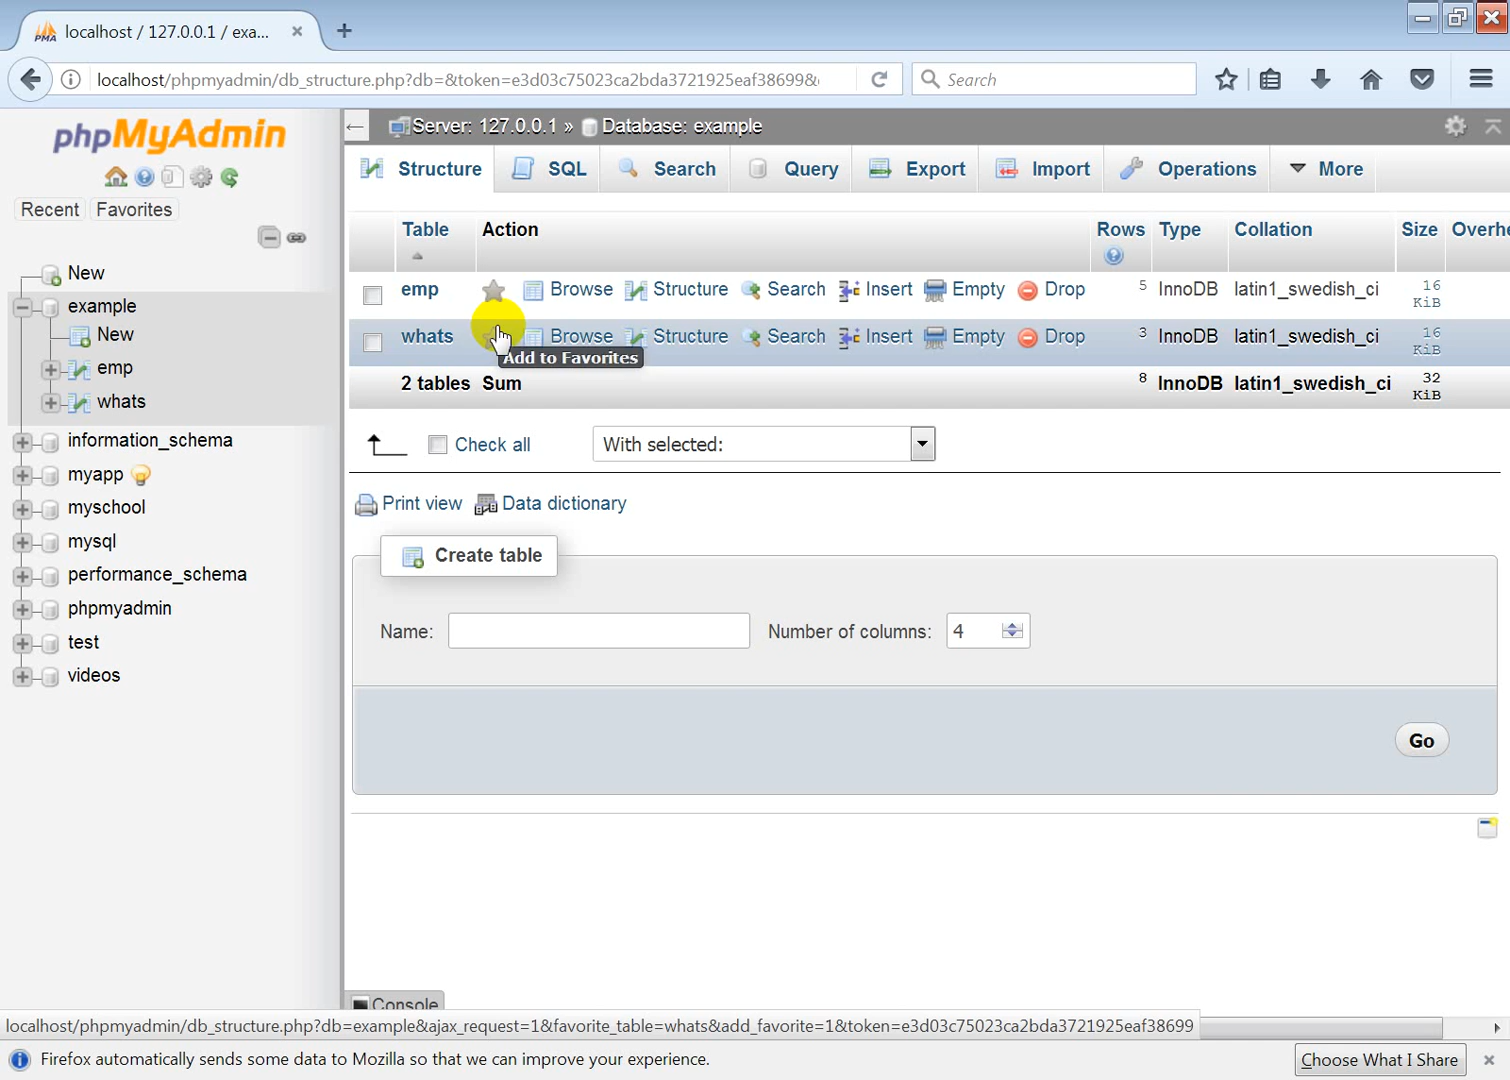 localhost / 127.0.0.1 / exa...
localhost/phpmyadmin/db_structure.php?db=&token=e3d03c75023ca2bda3721925eaf38699&
Search
phpMyAdmin
Recent Favorites
New
example
New
emp
whats
information_schema
myapp
myschool
mysql
performance_schema
phpmyadmin
test
videos
Server: 127.0.0.1 » Database: example
Structure SQL Search Query Export Import Operations More
Table Action Rows Type Collation Size Overhe
emp Browse Structure Search Insert Empty Drop 5 InnoDB latin1_swedish_ci 16 KiB
whats Browse Structure Search Insert Empty Drop 3 InnoDB latin1_swedish_ci 16 KiB
Add to Favorites
2 tables Sum 8 InnoDB latin1_swedish_ci 32 KiB
Check all With selected:
Print view Data dictionary
Create table
Name: Number of columns: 4
Go
Console
localhost/phpmyadmin/db_structure.php?db=example&ajax_request=1&favorite_table=whats&add_favorite=1&token=e3d03c75023ca2bda3721925eaf38699
Firefox automatically sends some data to Mozilla so that we can improve your experience. Choose What I Share